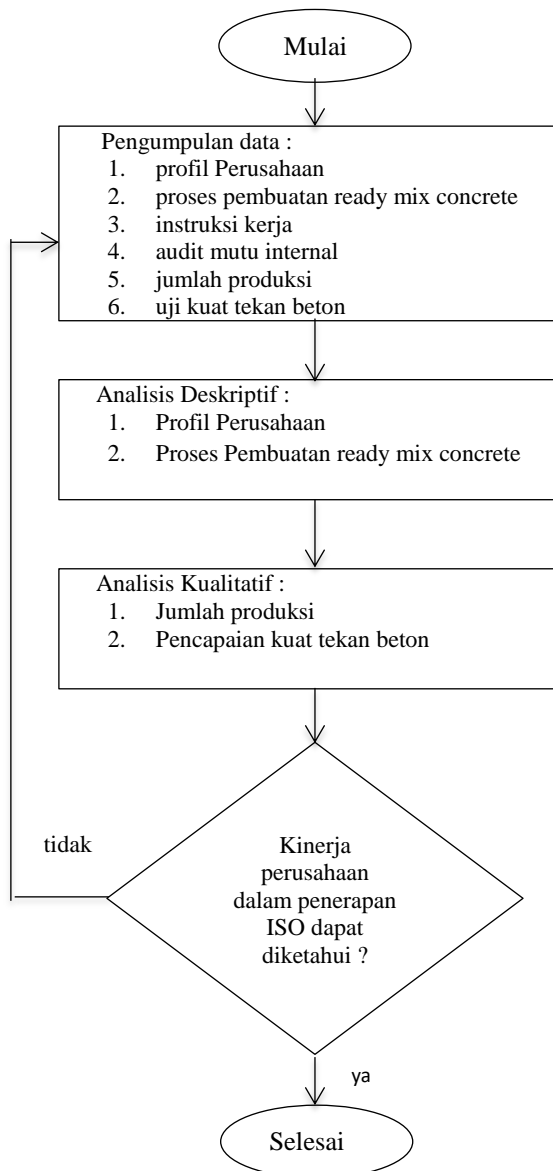 Mulai
Pengumpulan data :
1. profil Perusahaan
2. proses pembuatan ready mix concrete
3. instruksi kerja
4. audit mutu internal
5. jumlah produksi
6. uji kuat tekan beton
Analisis Deskriptif :
1. Profil Perusahaan
2. Proses Pembuatan ready mix concrete
Analisis Kualitatif :
1. Jumlah produksi
2. Pencapaian kuat tekan beton
tidak
Kinerja
perusahaan
dalam penerapan
ISO dapat
diketahui ?
ya
Selesai